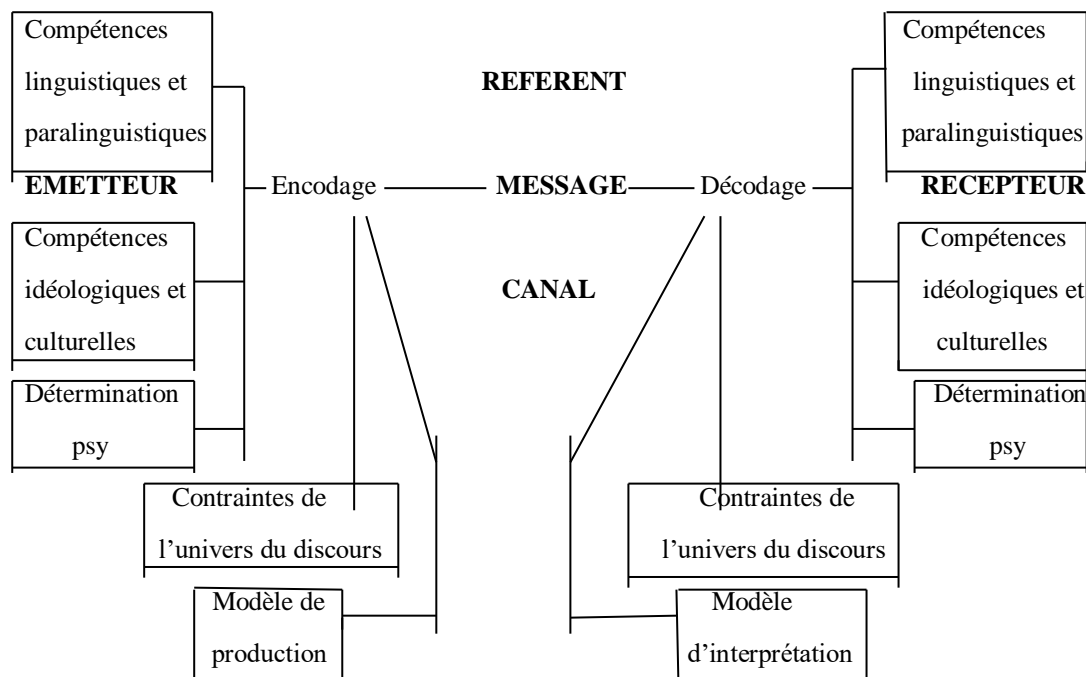 Compétences
linguistiques et
paralinguistiques
REFERENT
Compétences
linguistiques et
paralinguistiques
EMETTEUR
Encodage
MESSAGE
Décodage
RECEPTEUR
Compétences
idéologiques et
culturelles
CANAL
Compétences
idéologiques et
culturelles
Détermination
psy
Détermination
psy
Contraintes de
l’univers du discours
Contraintes de
l’univers du discours
Modèle de
production
Modèle
d’interprétation